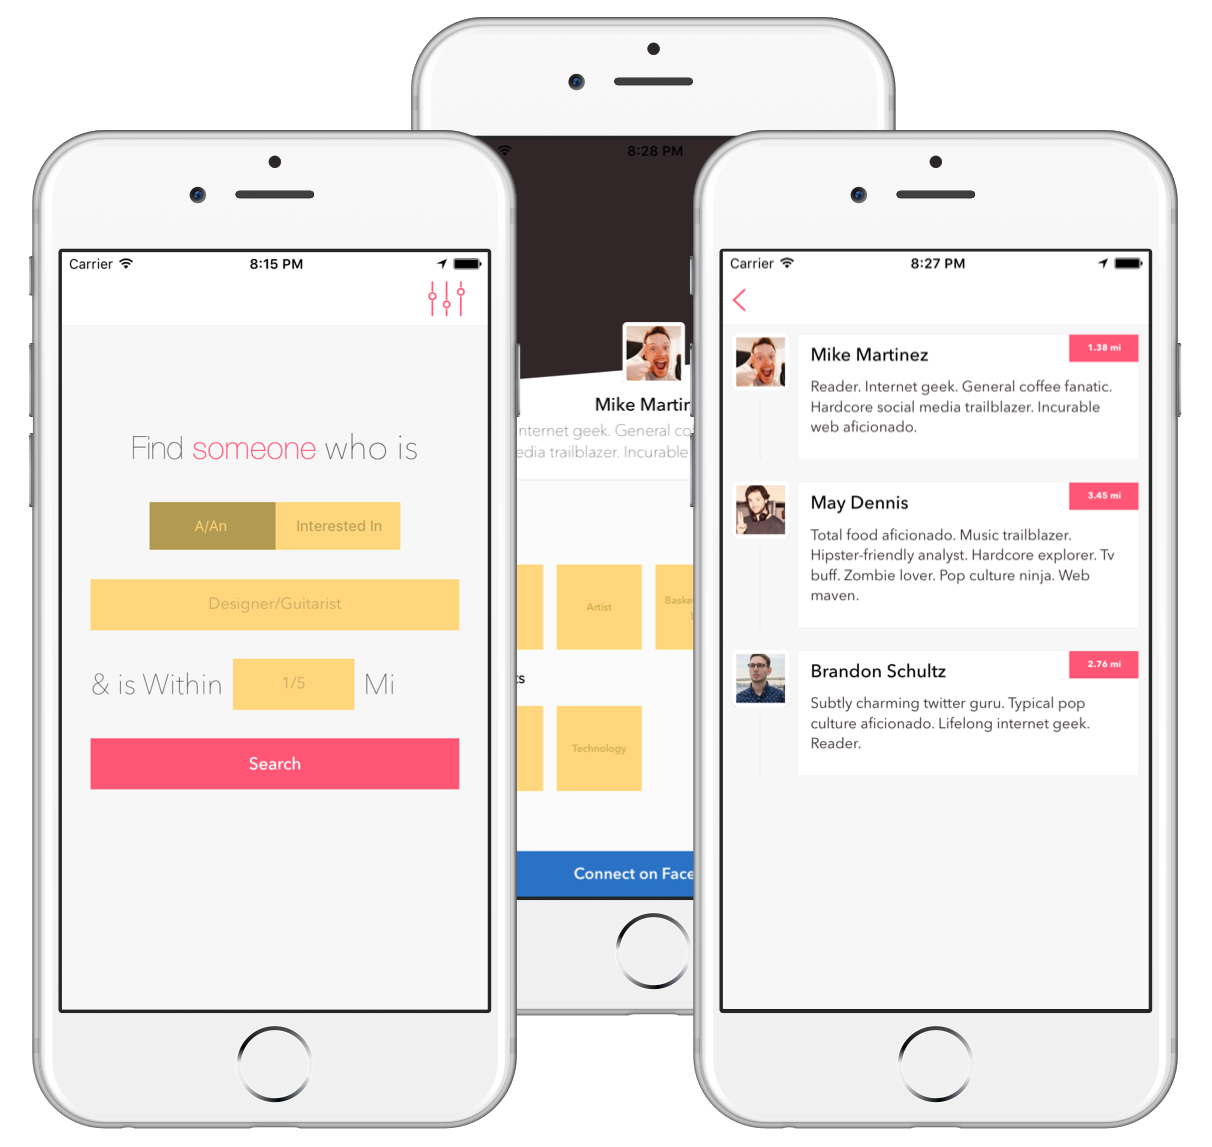 Carrier
8:15 PM
Find someone who is
A/An
Interested In
Designer/Guitarist
& is Within
1/5
Mi
Search
8:28 PM
Mike Martin
nternet geek. General co
edia trailblazer. Incurable
Artist
Baske
ts
Technology
Connect on Face
Carrier
8:27 PM
Mike Martinez
1.38 mi
Reader. Internet geek. General coffee fanatic.
Hardcore social media trailblazer. Incurable
web aficionado.
May Dennis
3.45 mi
Total food aficionado. Music trailblazer.
Hipster-friendly analyst. Hardcore explorer. Tv
buff. Zombie lover. Pop culture ninja. Web
maven.
Brandon Schultz
2.76 mi
Subtly charming twitter guru. Typical pop
culture aficionado. Lifelong internet geek.
Reader.